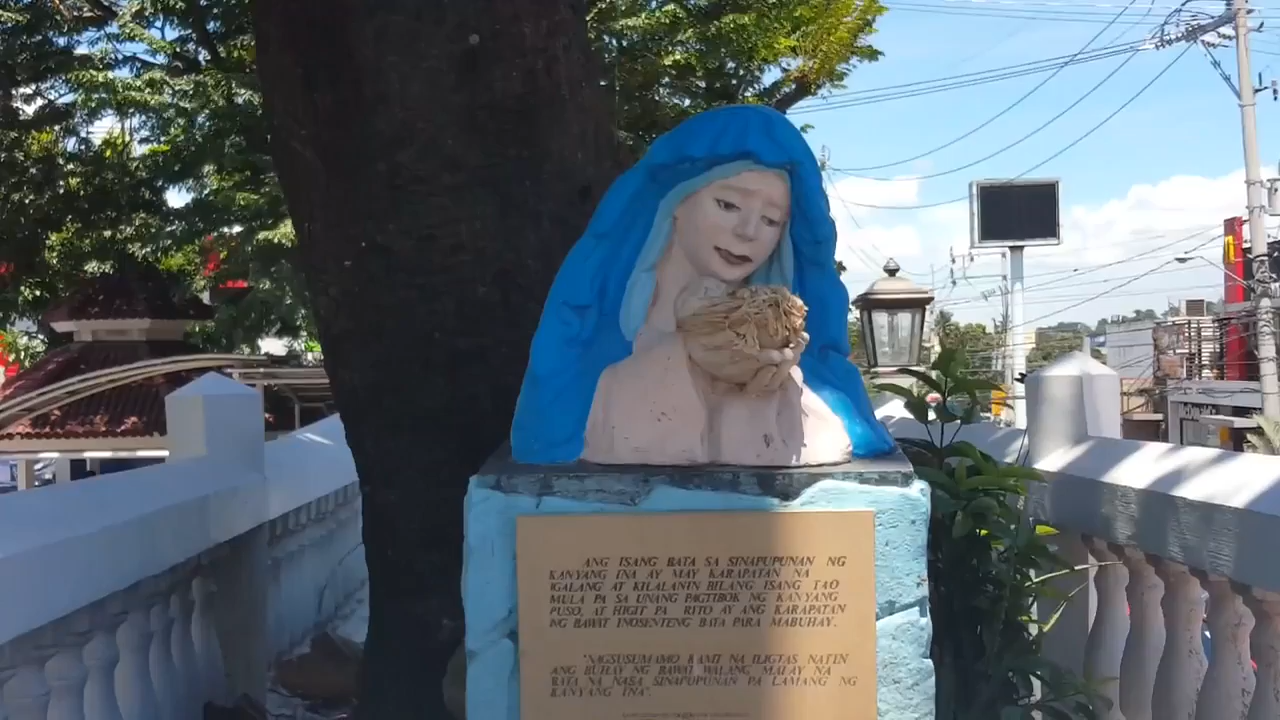 ANG ISANG BATA SA SINAPUPUNAN NG
KANYANG INA AY MAY KARAPATAN NA
IGALANG AT KILALANIN BILANG ISANG TAO
MULA PA SA UNANG PAGTIBOK NG KANYANG
PUSO, AT HIGIT PA RITO AY ANG KARAPATAN
NG BAWAT INOSENTENG BATA PARA MABUHAY.
"NAGSUSUMAMO KAMI NA ILIGTAS NATIN
ANG BUHAY NG BAWAT WALANG MALAY NA
BATA NA NASA SINAPUPUNAN PA LAMANG NG
KANYANG INA".
McDonald's